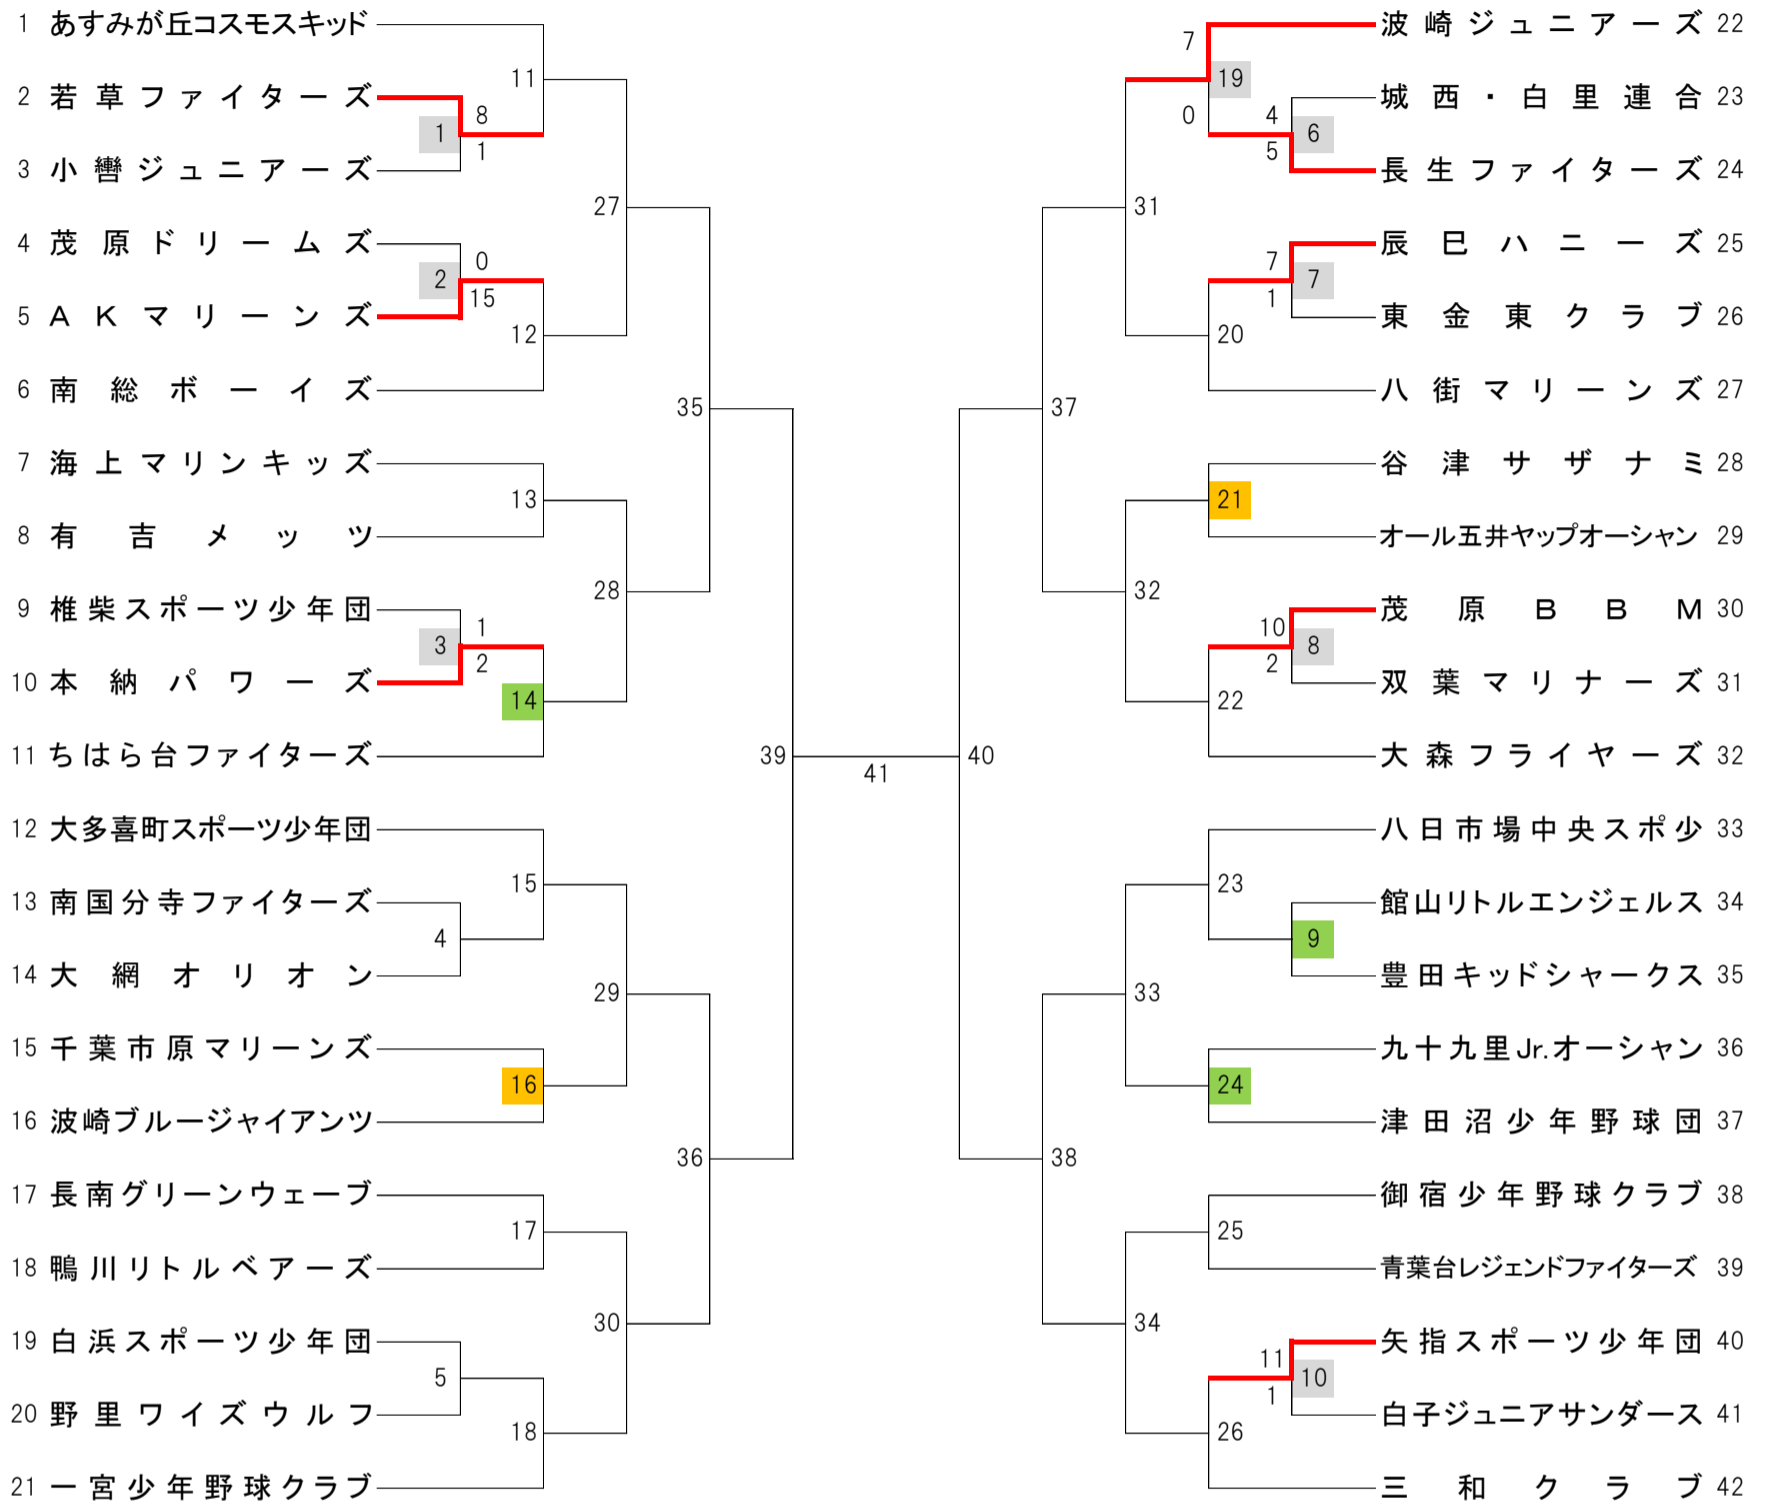 1 あすみが丘コスモスキッド
11
2 若草ファイターズ
8
1
1
3 小轡ジュニアーズ
27
4 茂原ドリームズ
0
2
15
5 ＡＫマリーンズ
12
6 南総ボーイズ
35
7 海上マリンキッズ
13
8 有吉メッツ
28
9 椎柴スポーツ少年団
1
3
2
10 本納パワーズ
14
11 ちはら台ファイターズ
39
12 大多喜町スポーツ少年団
15
13 南国分寺ファイターズ
4
14 大網オリオン
29
15 千葉市原マリーンズ
16
16 波崎ブルージャイアンツ
36
17 長南グリーンウェーブ
17
18 鴨川リトルベアーズ
30
19 白浜スポーツ少年団
5
20 野里ワイズウルフ
18
21 一宮少年野球クラブ
41
波崎ジュニアーズ 22
7
19
0
城西・白里連合 23
4
6
5
長生ファイターズ 24
31
辰巳ハニーズ 25
7
7
1
東金東クラブ 26
20
八街マリーンズ 27
37
谷津サザナミ 28
21
オール五井ヤップオーシャン 29
32
茂原ＢＢＭ 30
10
8
2
双葉マリナーズ 31
22
大森フライヤーズ 32
40
八日市場中央スポ少 33
23
館山リトルエンジェルス 34
9
豊田キッドシャークス 35
33
九十九里Jr.オーシャン 36
24
津田沼少年野球団 37
38
御宿少年野球クラブ 38
25
青葉台レジェンドファイターズ 39
34
矢指スポーツ少年団 40
11
10
1
白子ジュニアサンダース 41
26
三和クラブ 42